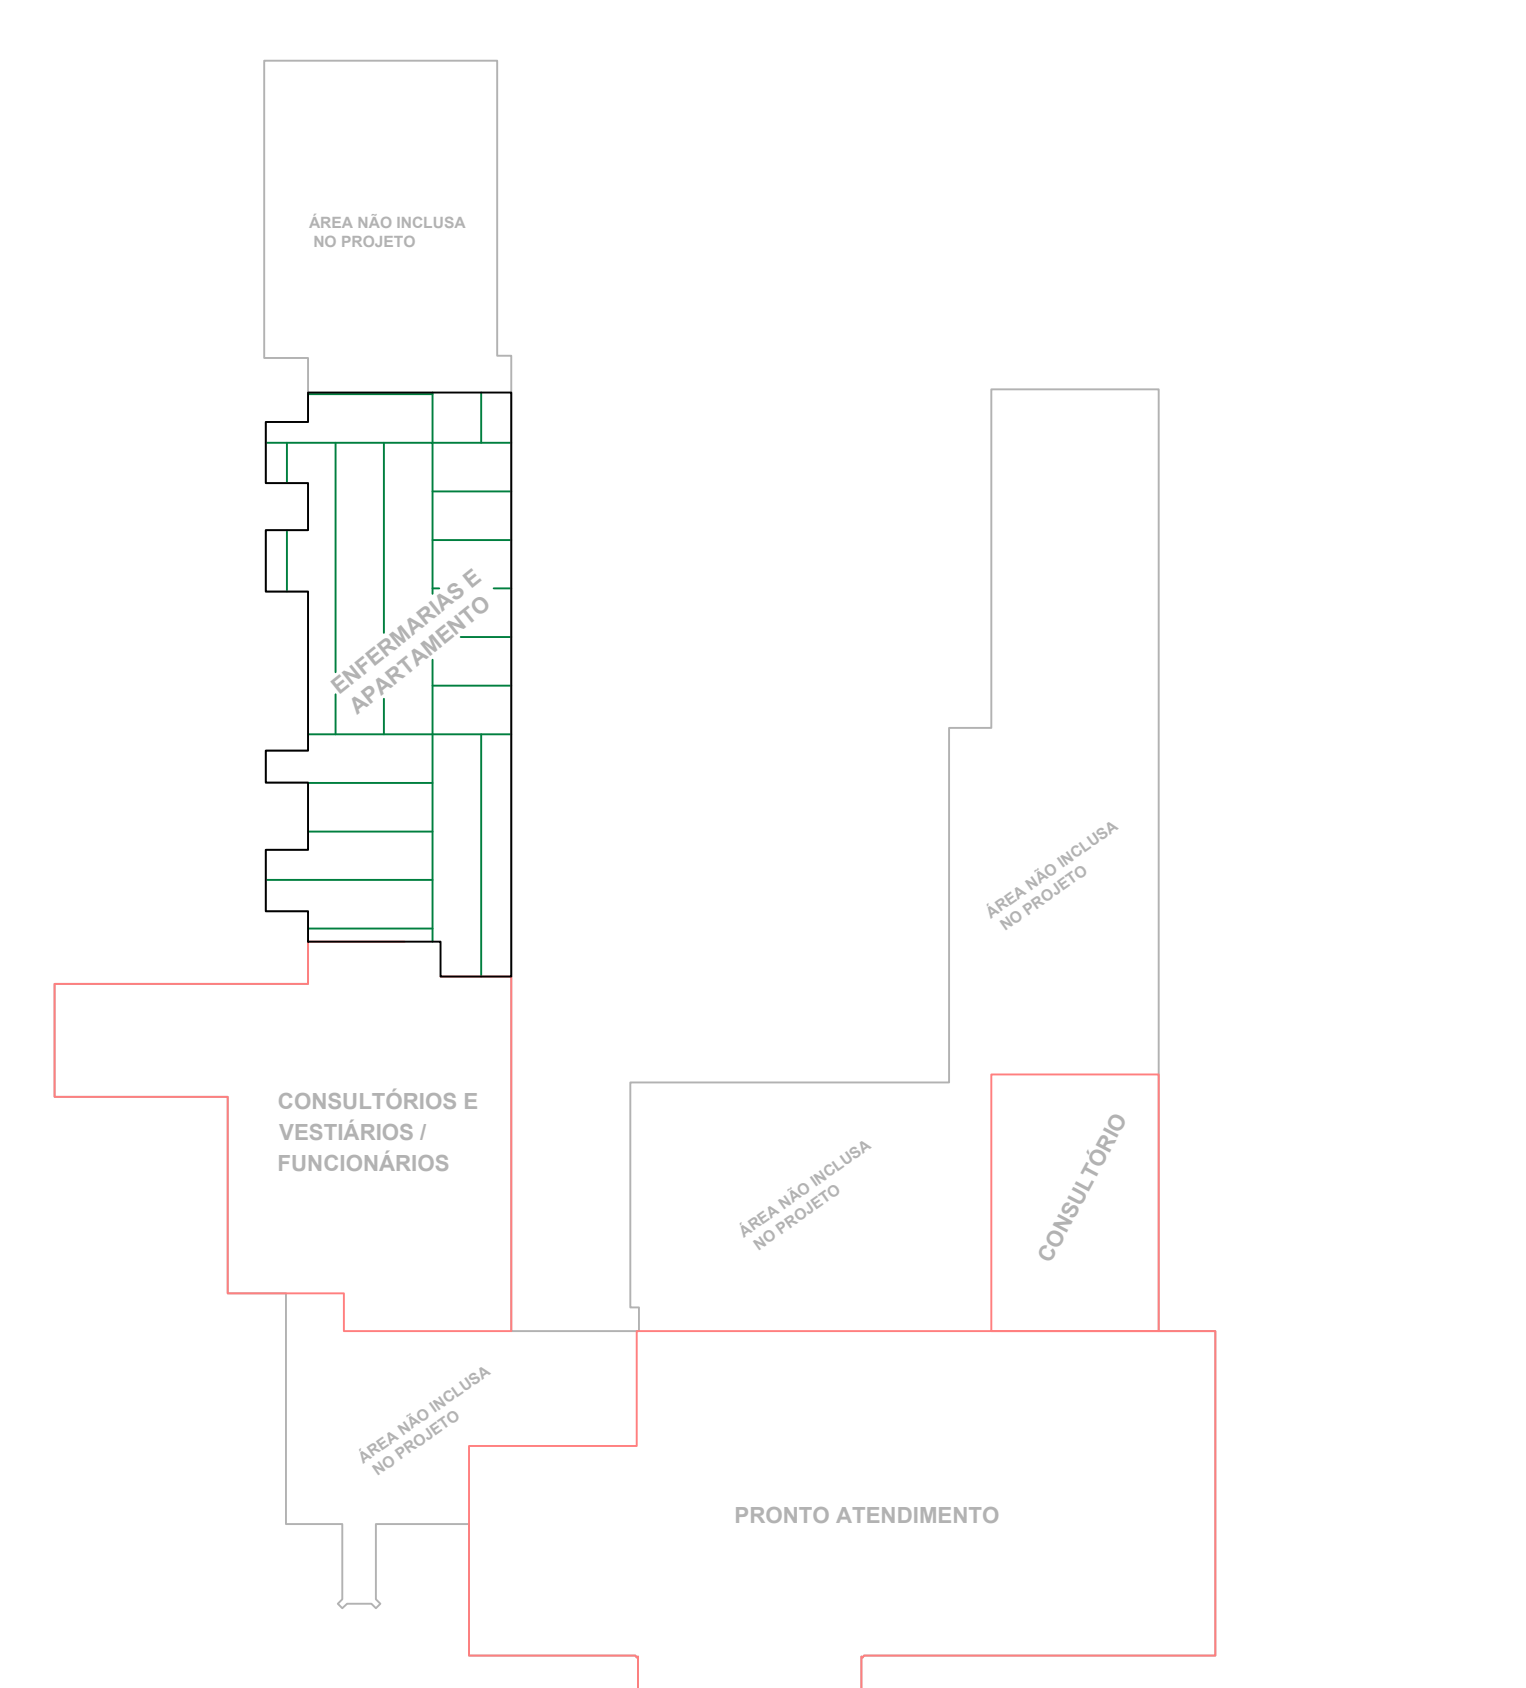 ÁREA NÃO INCLUSA
NO PROJETO
ENFERMARIAS E
APARTAMENTO
ÁREA NÃO INCLUSA
NO PROJETO
CONSULTÓRIOS E
VESTIÁRIOS /
FUNCIONÁRIOS
ÁREA NÃO INCLUSA
NO PROJETO
CONSULTÓRIO
ÁREA NÃO INCLUSA
NO PROJETO
PRONTO ATENDIMENTO